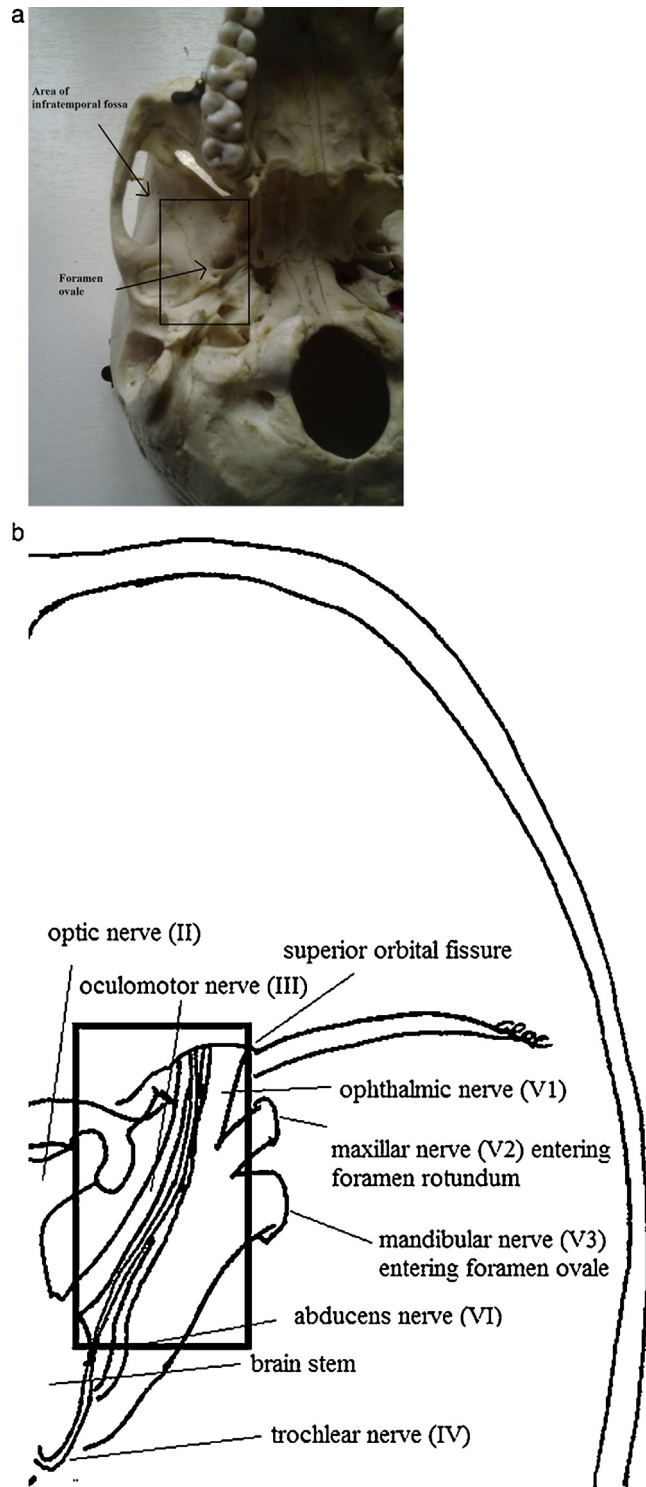 a
Area of
infratemporal fossa
Foramen
ovale
b
optic nerve (II)
superior orbital fissure
oculomotor nerve (III)
ophthalmic nerve (V1)
maxillar nerve (V2) entering
foramen rotundum
mandibular nerve (V3)
entering foramen ovale
abducens nerve (VI)
brain stem
trochlear nerve (IV)